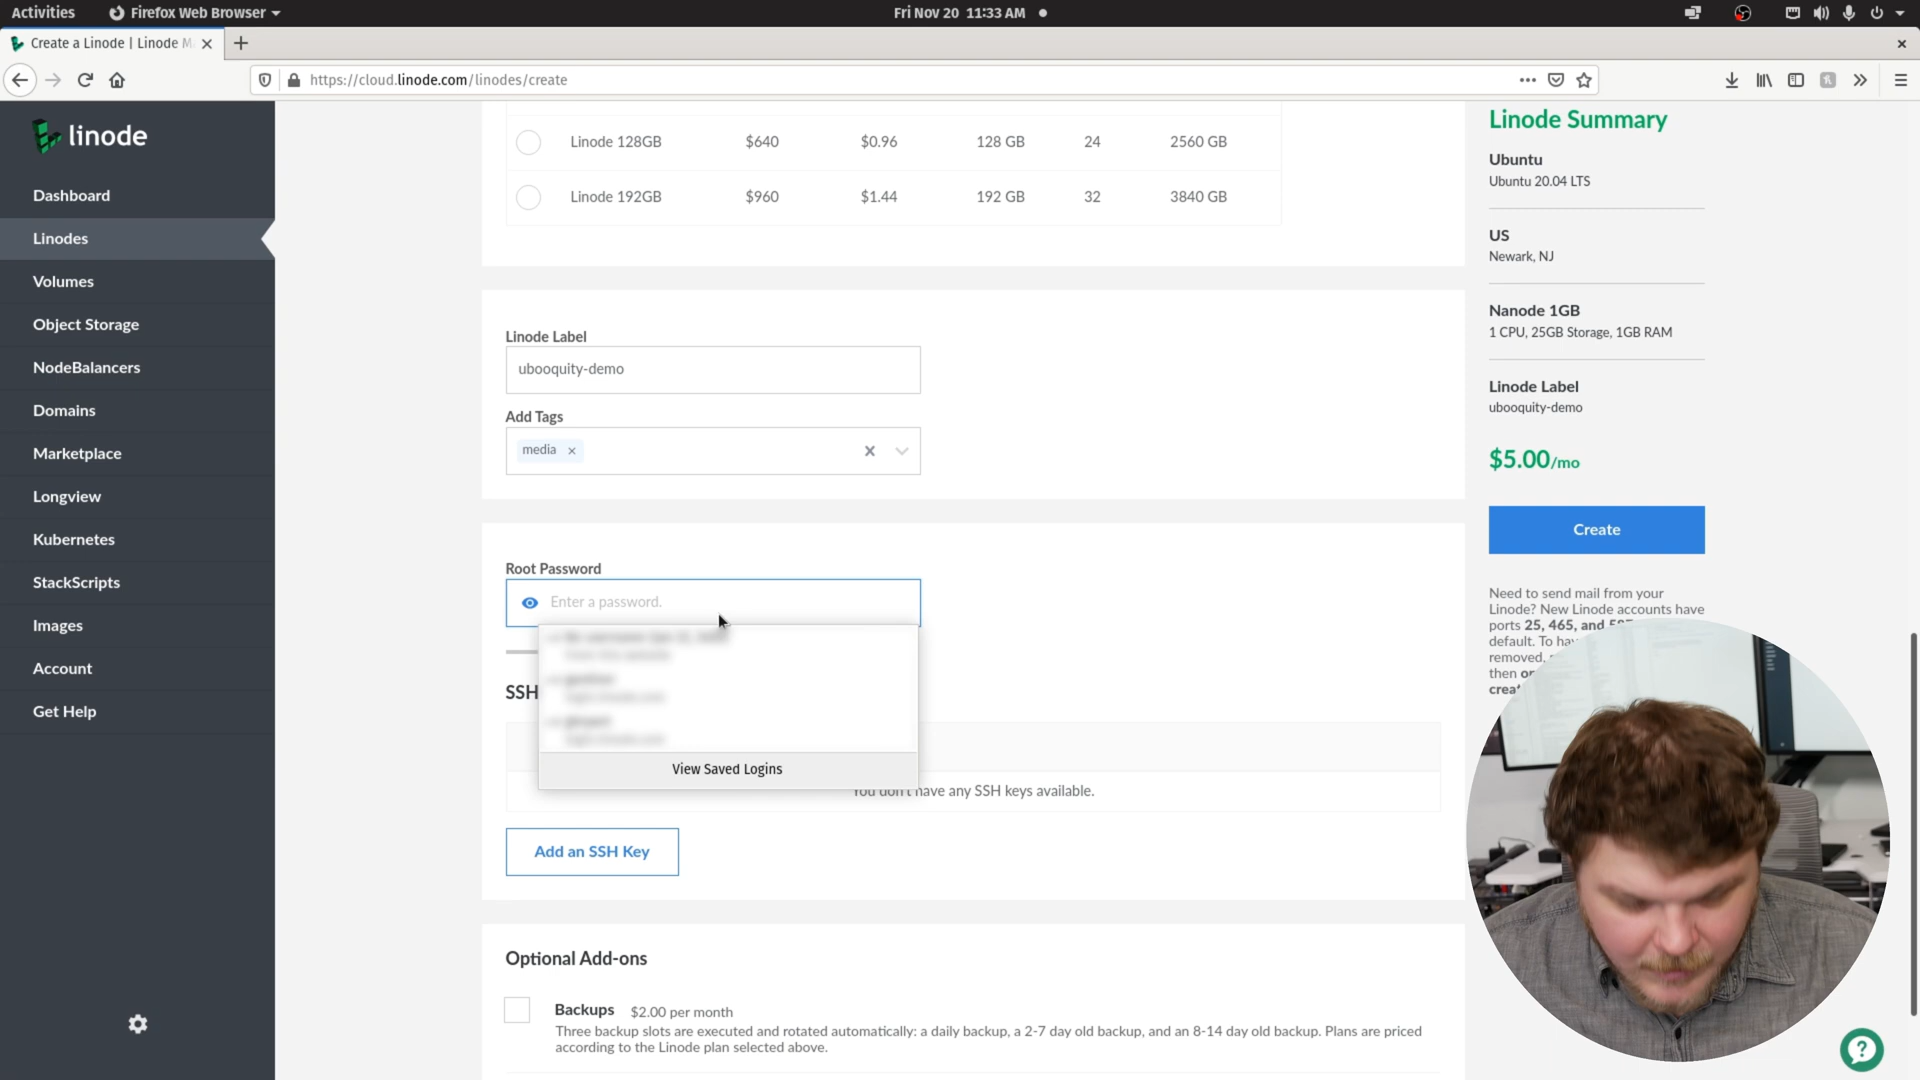 Activities
Firefox Web Browser
Fri Nov 20 11:33 AM
Create a Linode | Linode M
https://cloud.linode.com/linodes/create
linode
Dashboard
Linodes
Volumes
Object Storage
NodeBalancers
Domains
Marketplace
Longview
Kubernetes
StackScripts
Images
Account
Get Help
Linode 128GB $640 $0.96 128 GB 24 2560 GB
Linode 192GB $960 $1.44 192 GB 32 3840 GB
Linode Label
ubooquity-demo
Add Tags
media
Root Password
Enter a password.
View Saved Logins
SSH
You don't have any SSH keys available.
Add an SSH Key
Optional Add-ons
Backups $2.00 per month
Three backup slots are executed and rotated automatically: a daily backup, a 2-7 day old backup, and an 8-14 day old backup. Plans are priced
according to the Linode plan selected above.
Linode Summary
Ubuntu
Ubuntu 20.04 LTS
US
Newark, NJ
Nanode 1GB
1 CPU, 25GB Storage, 1GB RAM
Linode Label
ubooquity-demo
$5.00/mo
Create
Need to send mail from your
Linode? New Linode accounts have
ports 25, 465, and
default. To
removed,
then
?